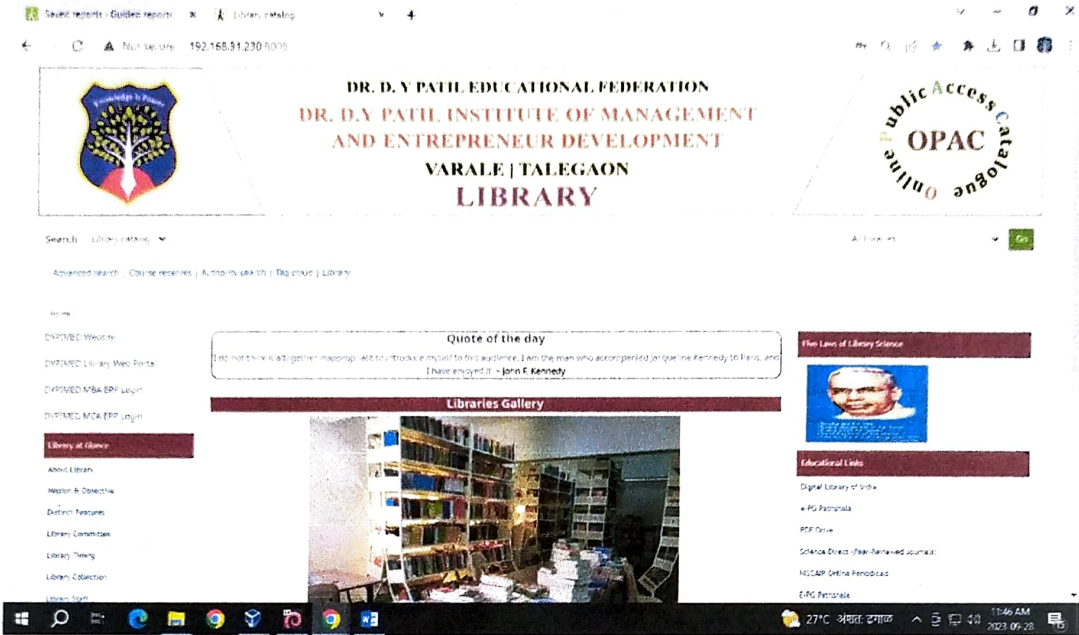 Saved reports › Guided reports
Library catalog
Not secure 192.168.31.230:8009
Knowledge Is Power
DR. D. Y PATIL EDUCATIONAL FEDERATION
DR. D.Y PATIL INSTITUTE OF MANAGEMENT
AND ENTREPRENEUR DEVELOPMENT
VARALE | TALEGAON
LIBRARY
Online Public Access Catalogue
OPAC
Search Library catalog
All libraries
Go
Advanced search | Course reserves | Authority search | Tag cloud | Library
Home
DYPIMED Website
DYPIMED Library Web Portal
DYPIMED MBA ERP Login
DYPIMED MCA ERP Login
Library at Glance
About Library
Mission & Objective
Distinct Features
Library Committee
Library Timing
Library Collection
Library Staff
Quote of the day
I do not think it altogether inappropriate to introduce myself to this audience. I am the man who accompanied Jacqueline Kennedy to Paris, and
I have enjoyed it. ~ John F. Kennedy
Libraries Gallery
Five Laws of Library Science
Educational Links
Digital Library of India
e-PG Pathshala
PDF Drive
Science Direct (Peer-Reviewed Journals)
NISCAIR Online Periodicals
E-PG Pathshala
27°C अंशतः ढगाळ
11:46 AM
2023-09-28
15